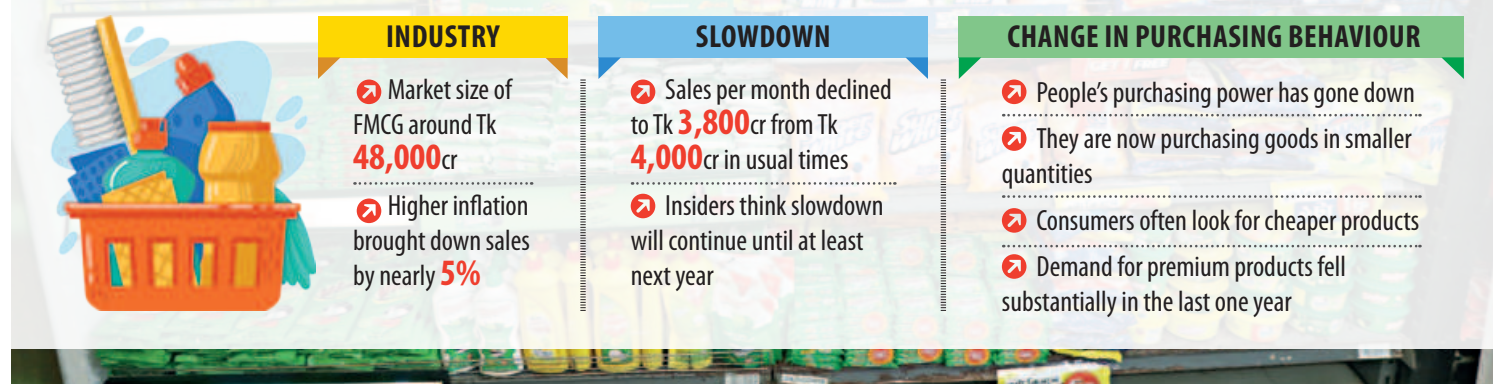 INDUSTRY
Market size of
FMCG around Tk
48,000cr
Higher inflation
brought down sales
by nearly 5%
SLOWDOWN
Sales per month declined
to Tk 3,800cr from Tk
4,000cr in usual times
Insiders think slowdown
will continue until at least
next year
CHANGE IN PURCHASING BEHAVIOUR
People’s purchasing power has gone down
They are now purchasing goods in smaller
quantities
Consumers often look for cheaper products
Demand for premium products fell
substantially in the last one year